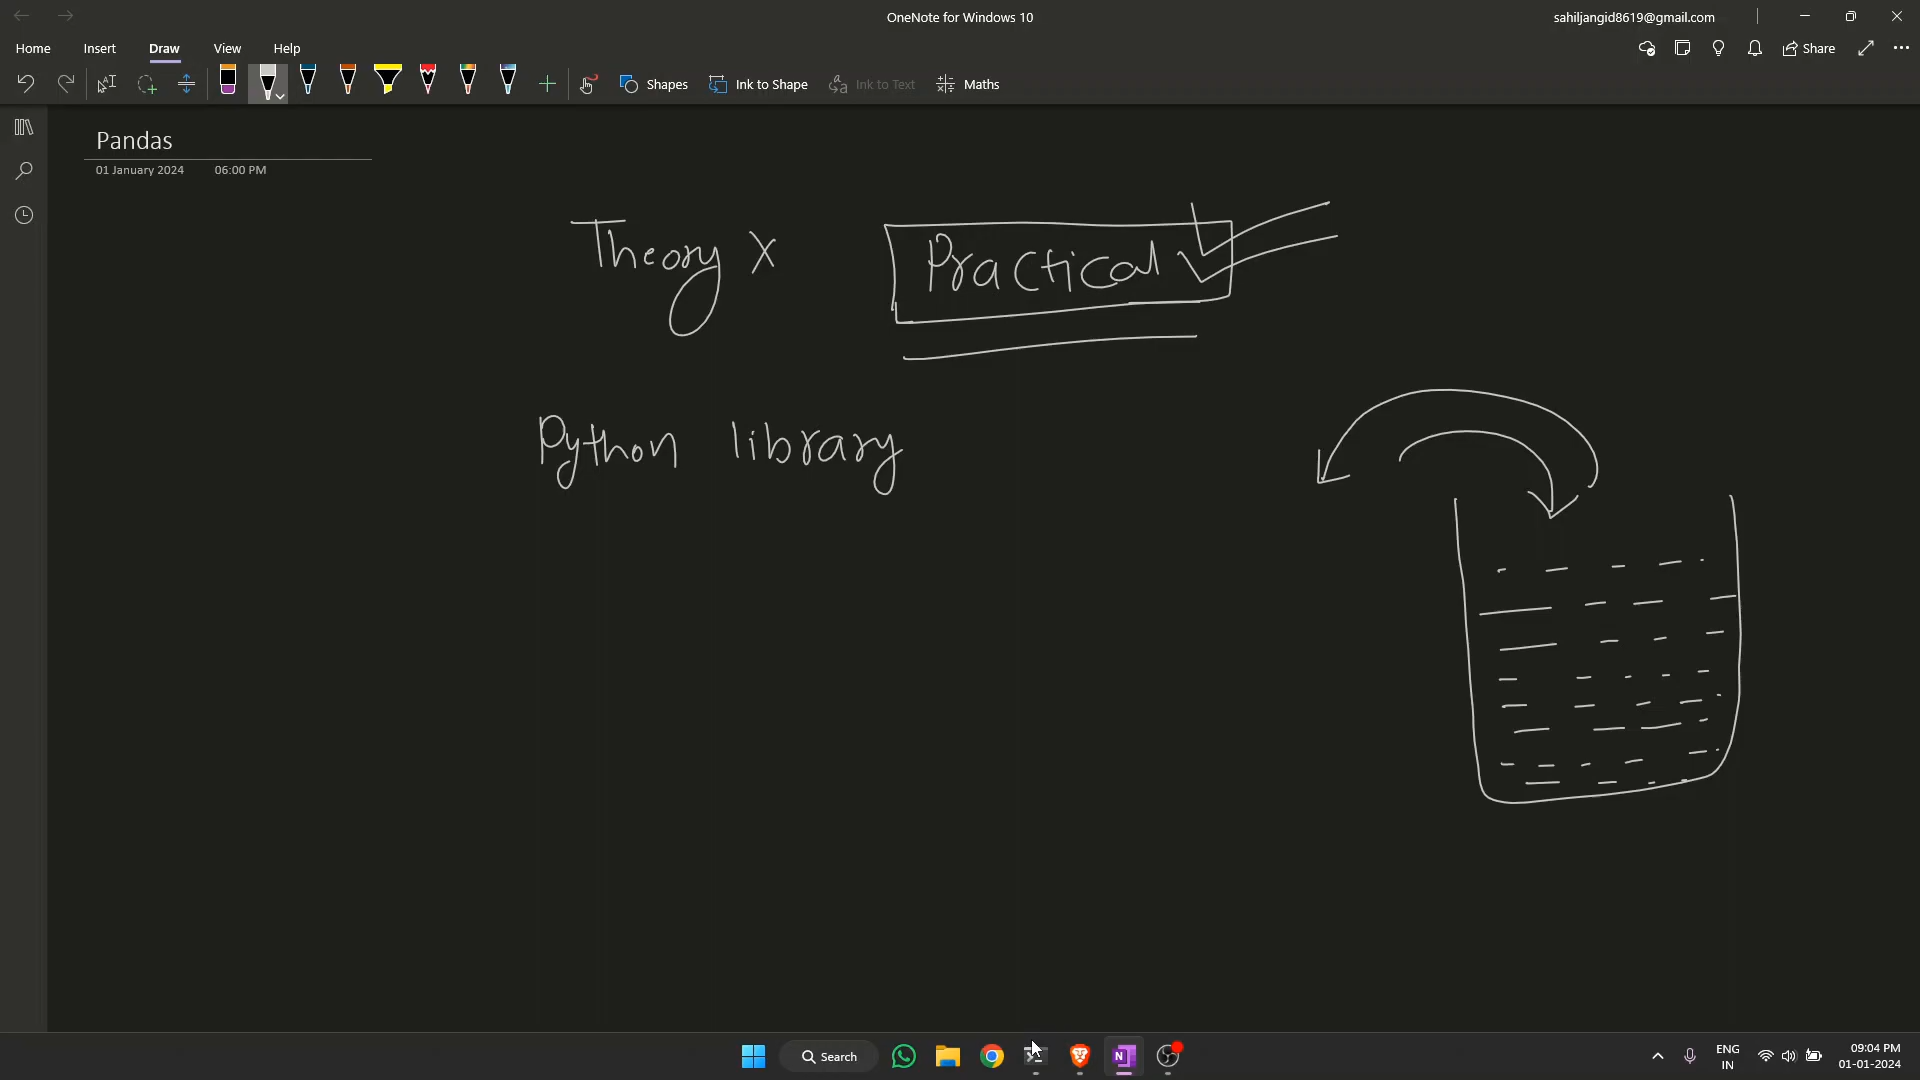 OneNote for Windows 10
sahiljangid8619@gmail.com
Home Insert Draw View Help
Share
Shapes Ink to Shape Ink to Text Maths
Pandas
01 January 2024 06:00 PM
Theory X Practical
Python library
Search
ENG
IN
09:04 PM
01-01-2024